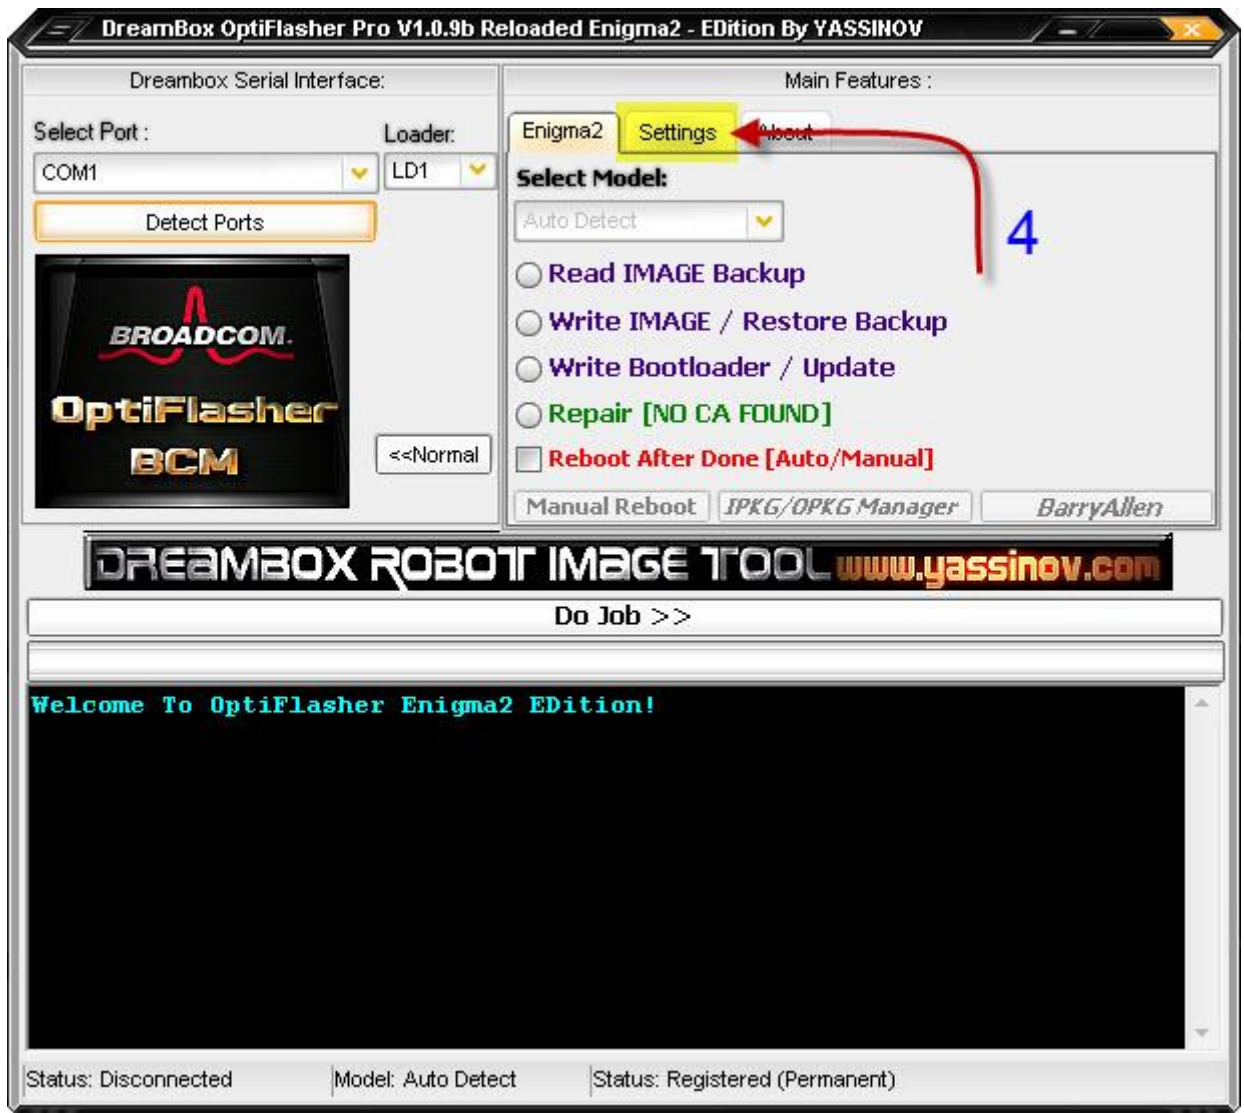 DreamBox OptiFlasher Pro V1.0.9b Reloaded Enigma2 - EDition By YASSINOV
Dreambox Serial Interface:
Select Port :
Loader:
COM1
LD1
Detect Ports
BROADCOM.
OptiFlasher
BCM
<<Normal
Main Features :
Enigma2
Settings
About
4
Select Model:
Auto Detect
Read IMAGE Backup
Write IMAGE / Restore Backup
Write Bootloader / Update
Repair [NO CA FOUND]
Reboot After Done [Auto/Manual]
Manual Reboot
IPKG/OPKG Manager
BarryAllen
DREAMBOX ROBOT IMAGE TOOL www.yassinov.com
Do Job >>
Welcome To OptiFlasher Enigma2 EDition!
Status: Disconnected
Model: Auto Detect
Status: Registered (Permanent)